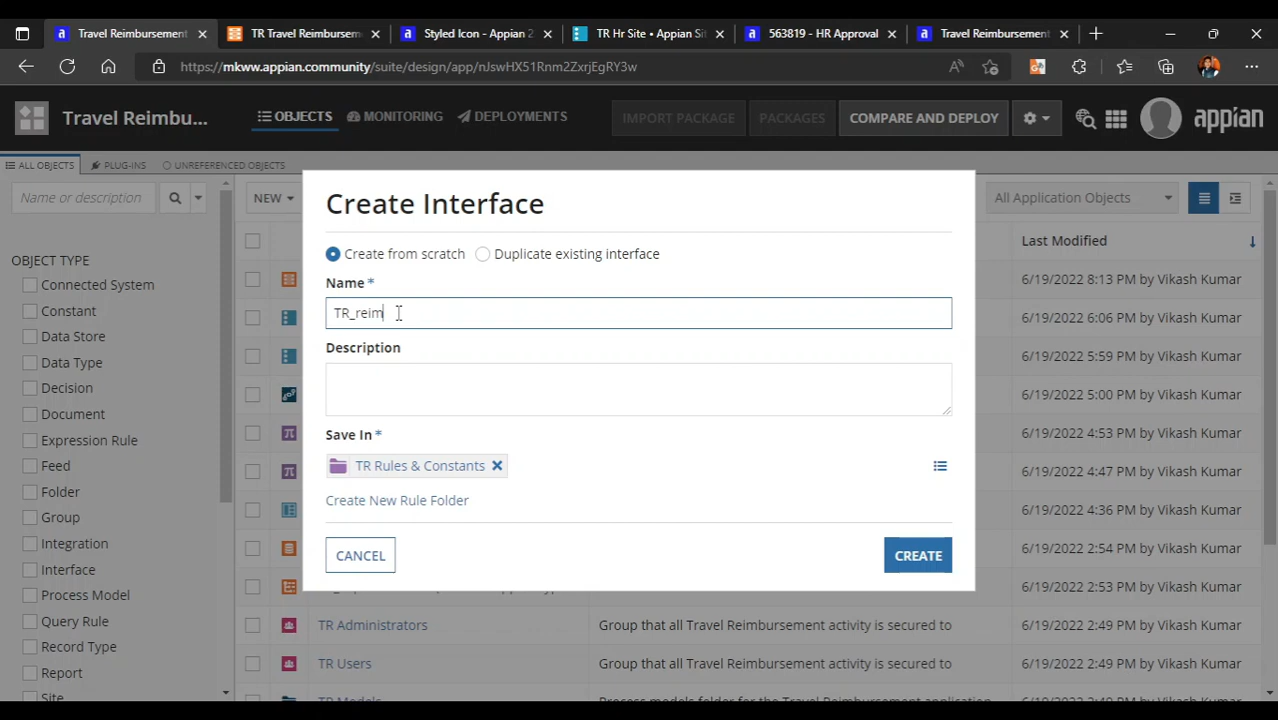 Travel Reimbursement
TR Travel Reimbursem
Styled Icon - Appian 2
TR Hr Site • Appian Si
563819 - HR Approval
Travel Reimbursement
https://mkww.appian.community/suite/design/app/nJswHX51Rnm2ZxrjEgRY3w
Travel Reimbu...
OBJECTS
MONITORING
DEPLOYMENTS
IMPORT PACKAGE
PACKAGES
COMPARE AND DEPLOY
appian
ALL OBJECTS
PLUG-INS
UNREFERENCED OBJECTS
Name or description
NEW
All Application Objects
Create Interface
Create from scratch
Duplicate existing interface
Name *
TR_reim
Description
Save In *
TR Rules & Constants
Create New Rule Folder
CANCEL
CREATE
OBJECT TYPE
Connected System
Constant
Data Store
Data Type
Decision
Document
Expression Rule
Feed
Folder
Group
Integration
Interface
Process Model
Query Rule
Record Type
Report
Site
Last Modified
6/19/2022 8:13 PM by Vikash Kumar
6/19/2022 6:06 PM by Vikash Kumar
6/19/2022 5:59 PM by Vikash Kumar
6/19/2022 5:00 PM by Vikash Kumar
6/19/2022 4:53 PM by Vikash Kumar
6/19/2022 4:47 PM by Vikash Kumar
6/19/2022 4:36 PM by Vikash Kumar
6/19/2022 2:54 PM by Vikash Kumar
6/19/2022 2:53 PM by Vikash Kumar
TR Administrators
Group that all Travel Reimbursement activity is secured to
6/19/2022 2:49 PM by Vikash Kumar
TR Users
Group that all Travel Reimbursement activity is secured to
6/19/2022 2:49 PM by Vikash Kumar
TR Models
Process models folder for the Travel Reimbursement application